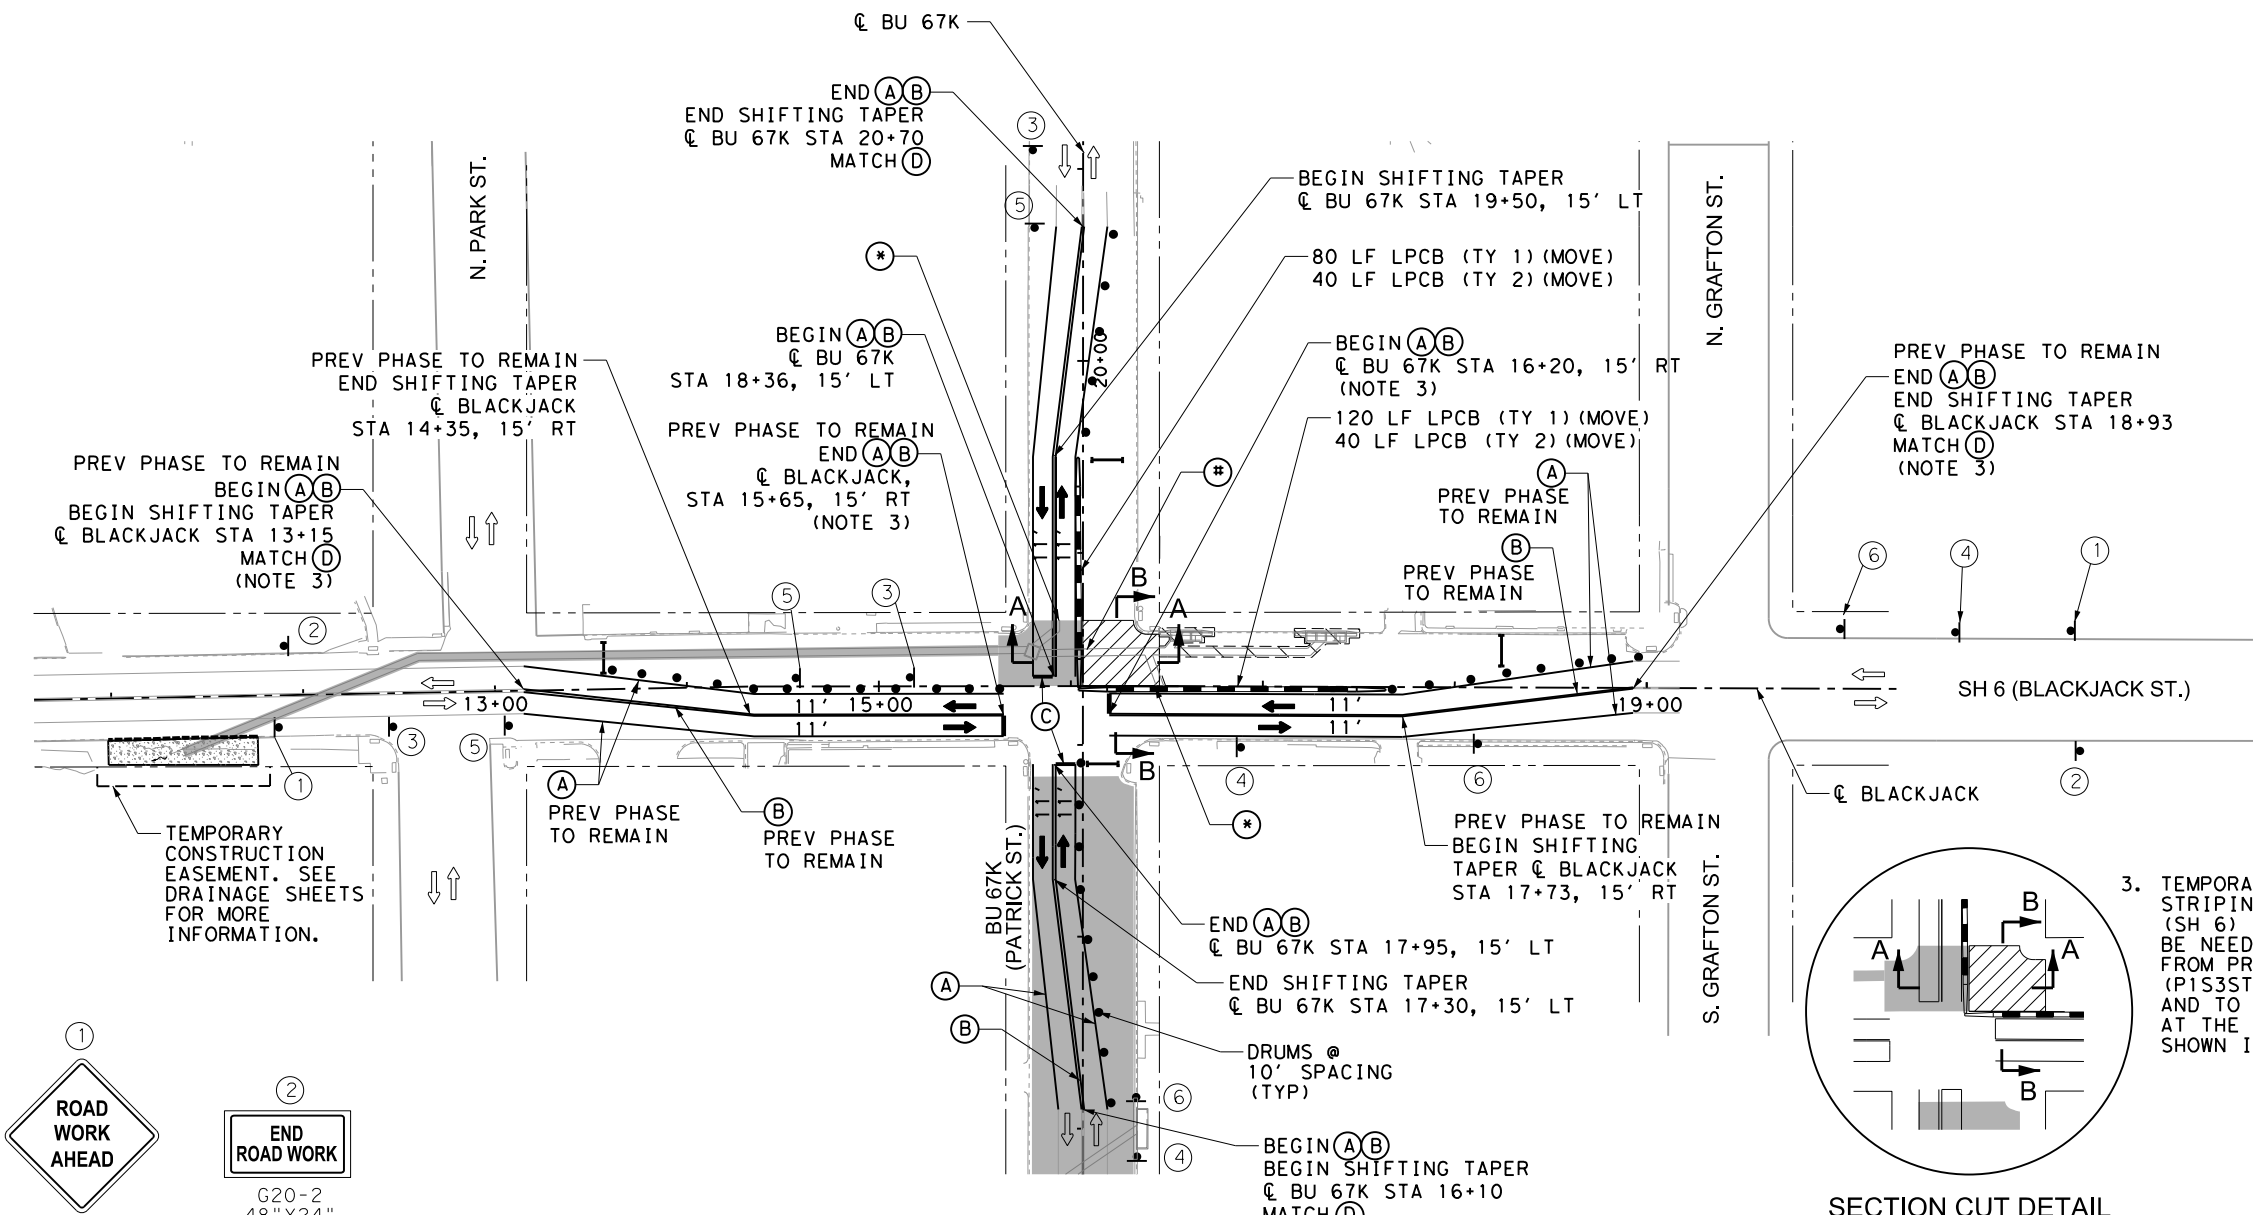 ℄ BU 67K
END Ⓐ Ⓑ
END SHIFTING TAPER
℄ BU 67K STA 20+70
MATCH Ⓓ
③
⑤
N. PARK ST.
BEGIN SHIFTING TAPER
℄ BU 67K STA 19+50, 15' LT
N. GRAFTON ST.
*
80 LF LPCB (TY 1) (MOVE)
40 LF LPCB (TY 2) (MOVE)
20+00
BEGIN Ⓐ Ⓑ
℄ BU 67K
STA 18+36, 15' LT
PREV PHASE TO REMAIN
END SHIFTING TAPER
℄ BLACKJACK
STA 14+35, 15' RT
BEGIN Ⓐ Ⓑ
℄ BU 67K STA 16+20, 15' RT
(NOTE 3)
PREV PHASE TO REMAIN
END Ⓐ Ⓑ
END SHIFTING TAPER
℄ BLACKJACK STA 18+93
MATCH Ⓓ
(NOTE 3)
PREV PHASE TO REMAIN
END Ⓐ Ⓑ
℄ BLACKJACK,
STA 15+65, 15' RT
(NOTE 3)
120 LF LPCB (TY 1) (MOVE)
40 LF LPCB (TY 2) (MOVE)
PREV PHASE TO REMAIN
BEGIN Ⓐ Ⓑ
BEGIN SHIFTING TAPER
℄ BLACKJACK STA 13+15
MATCH Ⓓ
(NOTE 3)
#
Ⓐ
PREV PHASE
TO REMAIN
Ⓑ
PREV PHASE
TO REMAIN
11'
11'
⑥
④
①
⑤
③
②
A
B
A
13+00
11'
15+00
11'
11'
11'
19+00
SH 6 (BLACKJACK ST.)
Ⓒ
③
⑤
①
B
④
⑥
②
℄ BLACKJACK
Ⓐ
PREV PHASE
TO REMAIN
Ⓑ
PREV PHASE
TO REMAIN
11'
11'
*
TEMPORARY
CONSTRUCTION
EASEMENT. SEE
DRAINAGE SHEETS
FOR MORE
INFORMATION.
PREV PHASE TO REMAIN
BEGIN SHIFTING
TAPER ℄ BLACKJACK
STA 17+73, 15' RT
BU 67K
(PATRICK ST.)
S. GRAFTON ST.
END Ⓐ Ⓑ
℄ BU 67K STA 17+95, 15' LT
END SHIFTING TAPER
℄ BU 67K STA 17+30, 15' LT
Ⓐ
Ⓑ
DRUMS @
10' SPACING
(TYP)
⑥
④
BEGIN Ⓐ Ⓑ
BEGIN SHIFTING TAPER
℄ BU 67K STA 16+10
MATCH Ⓓ
①
ROAD
WORK
AHEAD
②
END
ROAD WORK
G20-2
48"X24"
B
A
A
B
SECTION CUT DETAIL
3. TEMPORA
STRIPIN
(SH 6)
BE NEED
FROM PR
(P1S3ST
AND TO
AT THE
SHOWN I